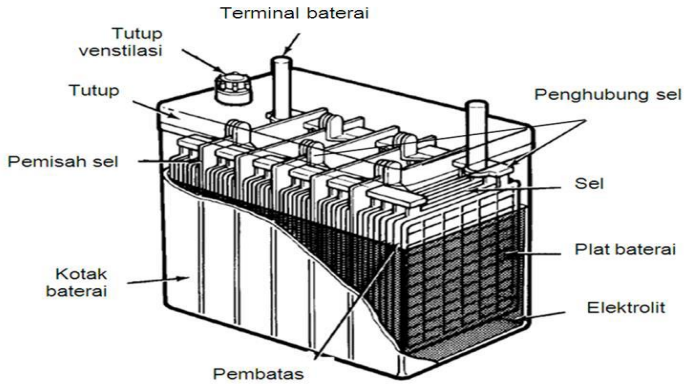 Terminal baterai
Tutup
venstilasi
Tutup
Penghubung sel
Pemisah sel
Sel
Plat baterai
Kotak
baterai
Elektrolit
Pembatas